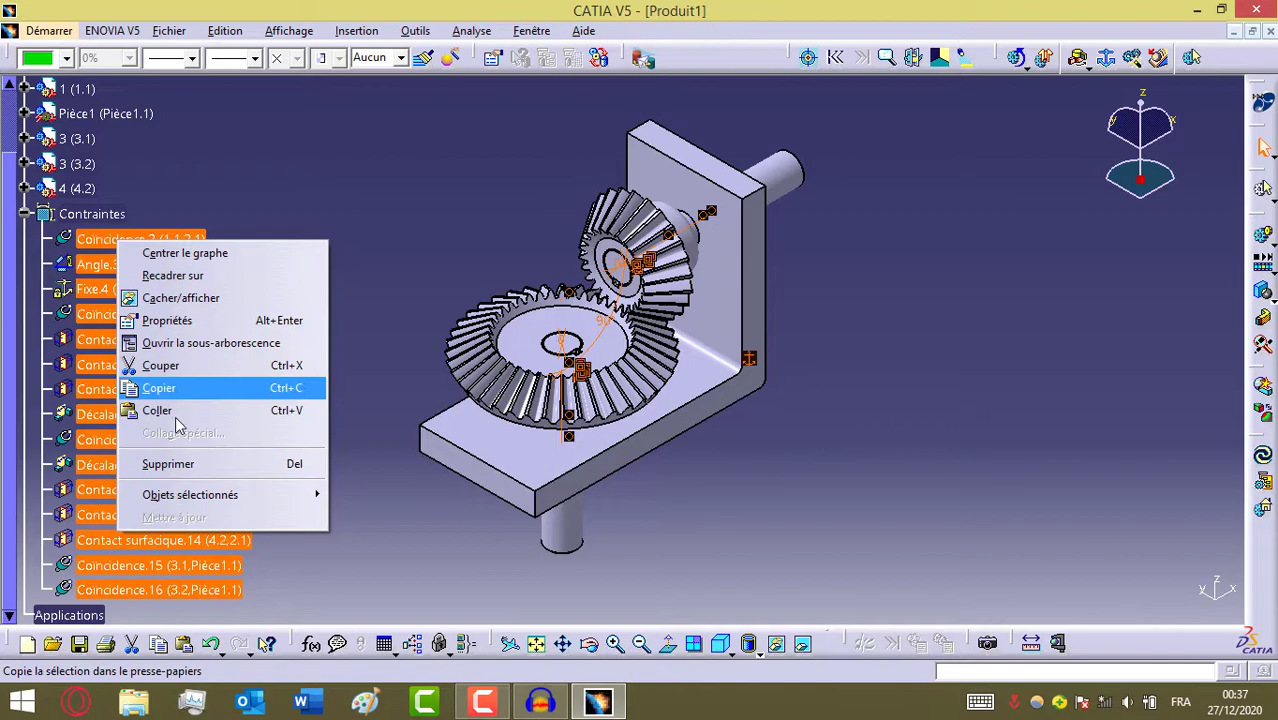 CATIA V5 - [Produit1]
Démarrer ENOVIA V5 Fichier Edition Affichage Insertion Outils Analyse Fenêtre Aide
0% Aucun
1 (1.1)
Pièce1 (Pièce1.1)
3 (3.1)
3 (3.2)
4 (4.2)
Contraintes
Angle.3
Fixe.4 (
Contact surfacique.14 (4.2,2.1)
Coïncidence.15 (3.1,Pièce1.1)
Coïncidence.16 (3.2,Pièce1.1)
Applications
Centrer le graphe
Recadrer sur
Cacher/afficher
Propriétés Alt+Enter
Ouvrir la sous-arborescence
Couper Ctrl+X
Copier Ctrl+C
Coller Ctrl+V
Collage spécial...
Supprimer Del
Objets sélectionnés
Mettre à jour
90°
z
y x
z
y x
f(x)
CATIA
Copie la sélection dans le presse-papiers
FRA
00:37
27/12/2020